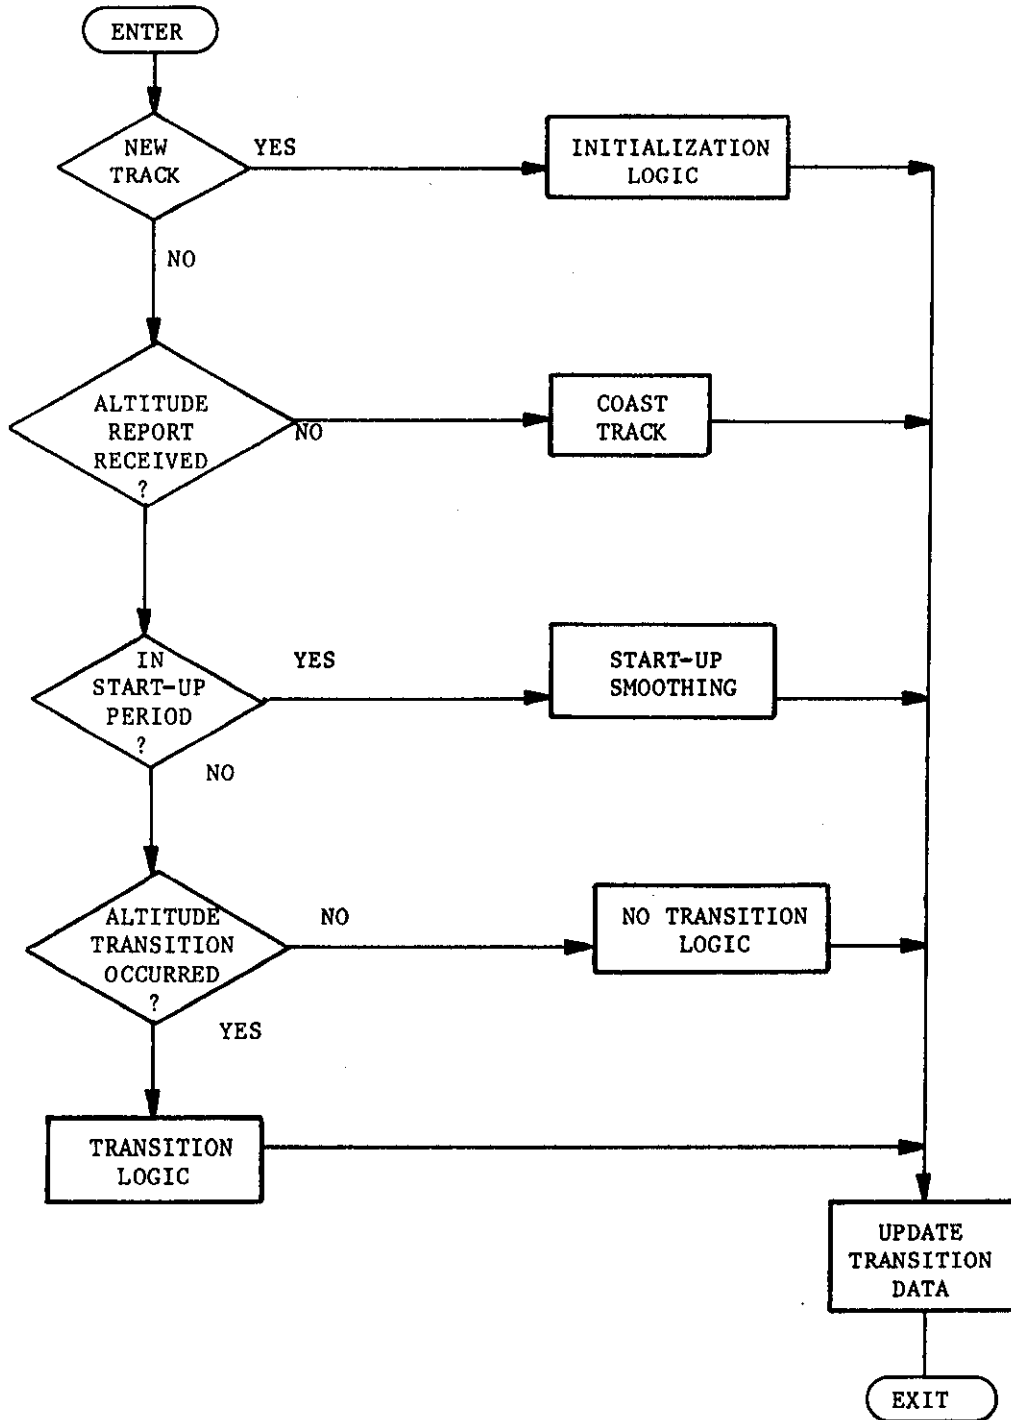 ENTER
NEW
TRACK
YES
INITIALIZATION
LOGIC
NO
ALTITUDE
REPORT
RECEIVED
?
NO
COAST
TRACK
IN
START-UP
PERIOD
?
YES
START-UP
SMOOTHING
NO
ALTITUDE
TRANSITION
OCCURRED
?
NO
NO TRANSITION
LOGIC
YES
TRANSITION
LOGIC
UPDATE
TRANSITION
DATA
EXIT